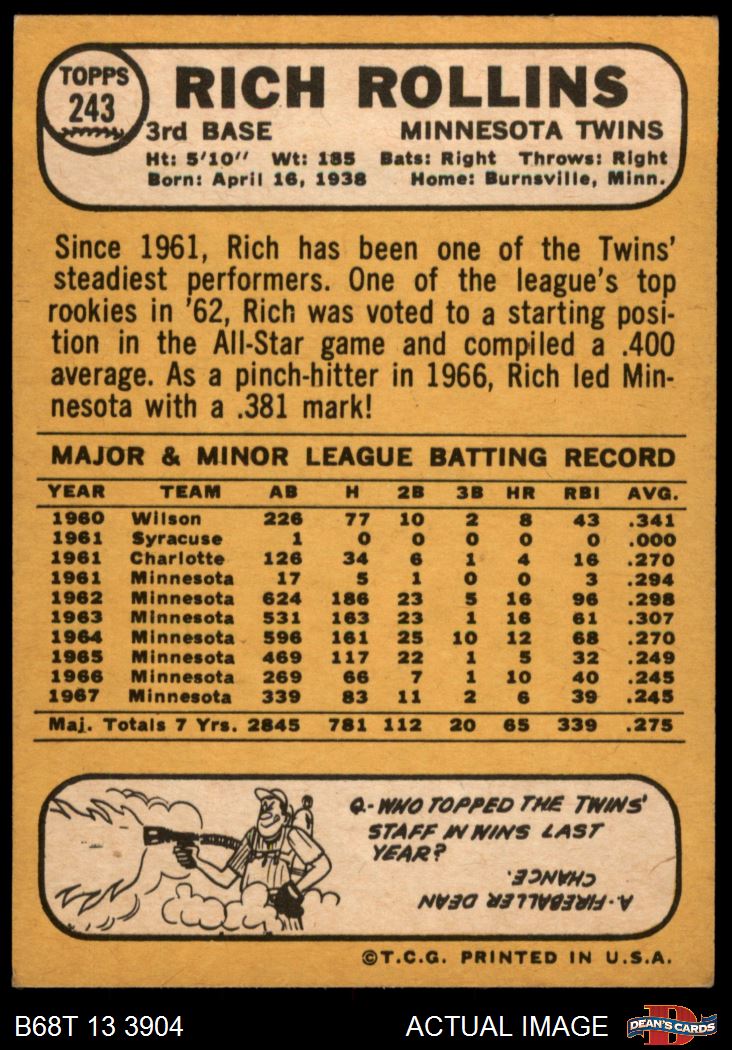 TOPPS
243
RICH ROLLINS
3rd BASE MINNESOTA TWINS
Ht: 5'10" Wt: 185 Bats: Right Throws: Right
Born: April 16, 1938 Home: Burnsville, Minn.
Since 1961, Rich has been one of the Twins'
steadiest performers. One of the league's top
rookies in '62, Rich was voted to a starting posi-
tion in the All-Star game and compiled a .400
average. As a pinch-hitter in 1966, Rich led Min-
nesota with a .381 mark!
MAJOR & MINOR LEAGUE BATTING RECORD
YEAR TEAM AB H 2B 3B HR RBI AVG.
1960 Wilson 226 77 10 2 8 43 .341
1961 Syracuse 1 0 0 0 0 0 .000
1961 Charlotte 126 34 6 1 4 16 .270
1961 Minnesota 17 5 1 0 0 3 .294
1962 Minnesota 624 186 23 5 16 96 .298
1963 Minnesota 531 163 23 1 16 61 .307
1964 Minnesota 596 161 25 10 12 68 .270
1965 Minnesota 469 117 22 1 5 32 .249
1966 Minnesota 269 66 7 1 10 40 .245
1967 Minnesota 339 83 11 2 6 39 .245
Maj. Totals 7 Yrs. 2845 781 112 20 65 339 .275
Q-WHO TOPPED THE TWINS'
STAFF IN WINS LAST
YEAR?
A-FIREBALLER DEAN
CHANCE.
©T.C.G. PRINTED IN U.S.A.
B68T 13 3904 ACTUAL IMAGE
D
DEAN'S CARDS